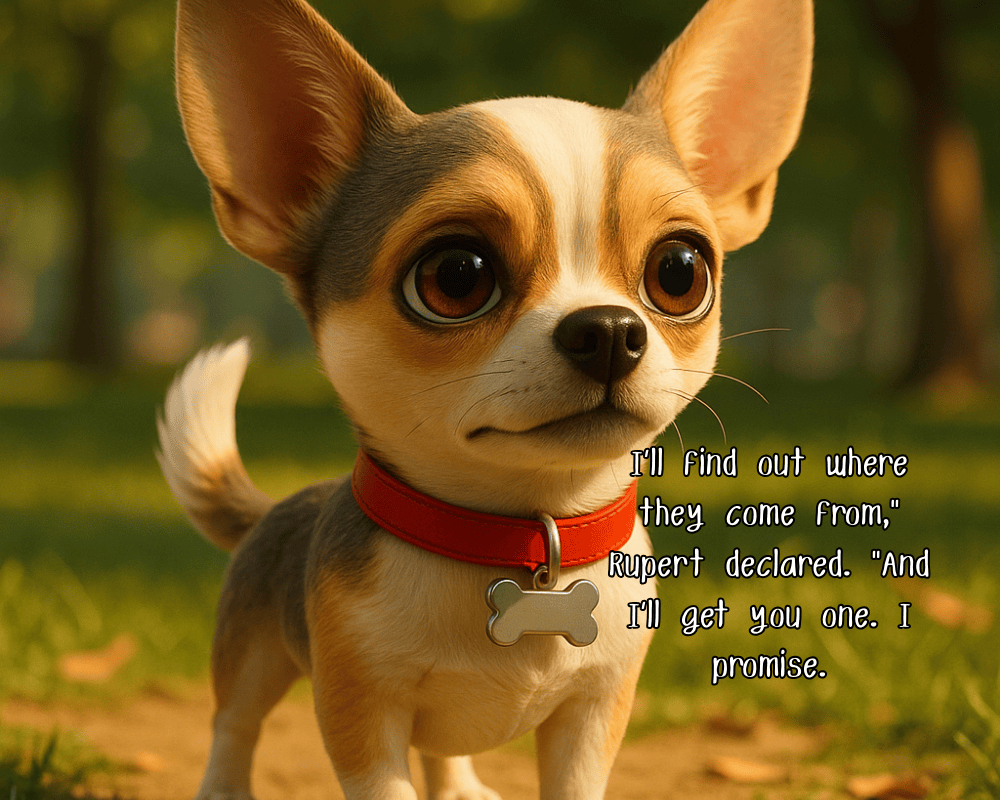 I'll find out where
they come from,"
Rupert declared. "And
I'll get you one. I
promise.